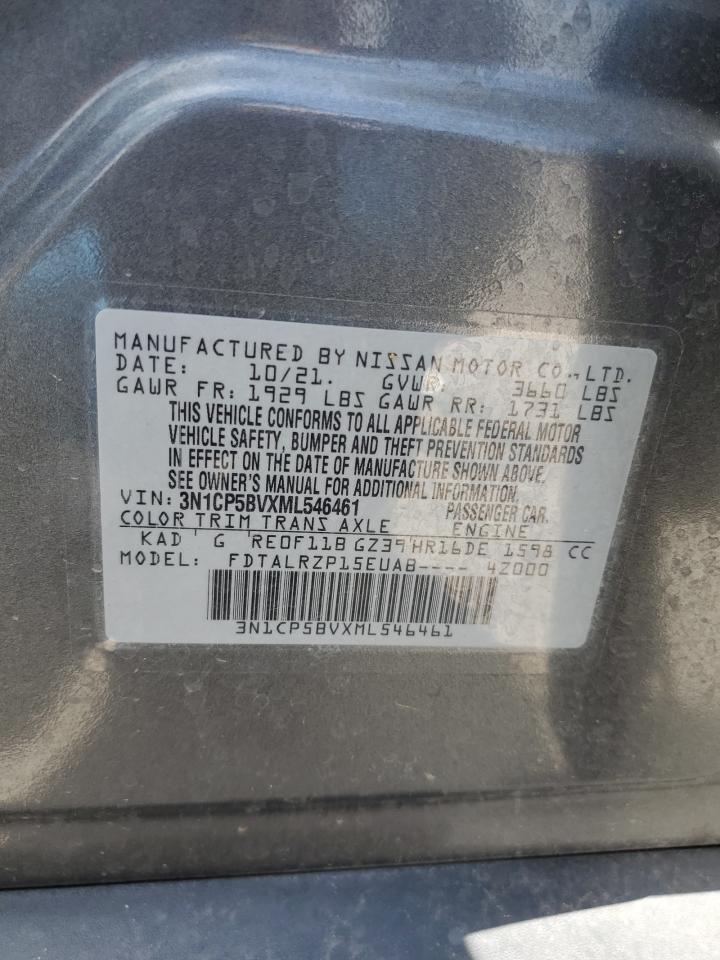 MANUFACTURED BY NISSAN MOTOR CO.,LTD.
DATE: 10/21. GVWR: 3660 LBS
GAWR FR: 1929 LBS GAWR RR: 1731 LBS
THIS VEHICLE CONFORMS TO ALL APPLICABLE FEDERAL MOTOR
VEHICLE SAFETY, BUMPER AND THEFT PREVENTION STANDARDS
IN EFFECT ON THE DATE OF MANUFACTURE SHOWN ABOVE.
SEE OWNER'S MANUAL FOR ADDITIONAL INFORMATION.
VIN: 3N1CP5BVXML546461 PASSENGER CAR.
COLOR TRIM TRANS AXLE ENGINE
KAD G RE0F11B GZ39 HR16DE 1598 CC
MODEL: FDTALRZP15EUAB---- 4Z000
3N1CP5BVXML546461